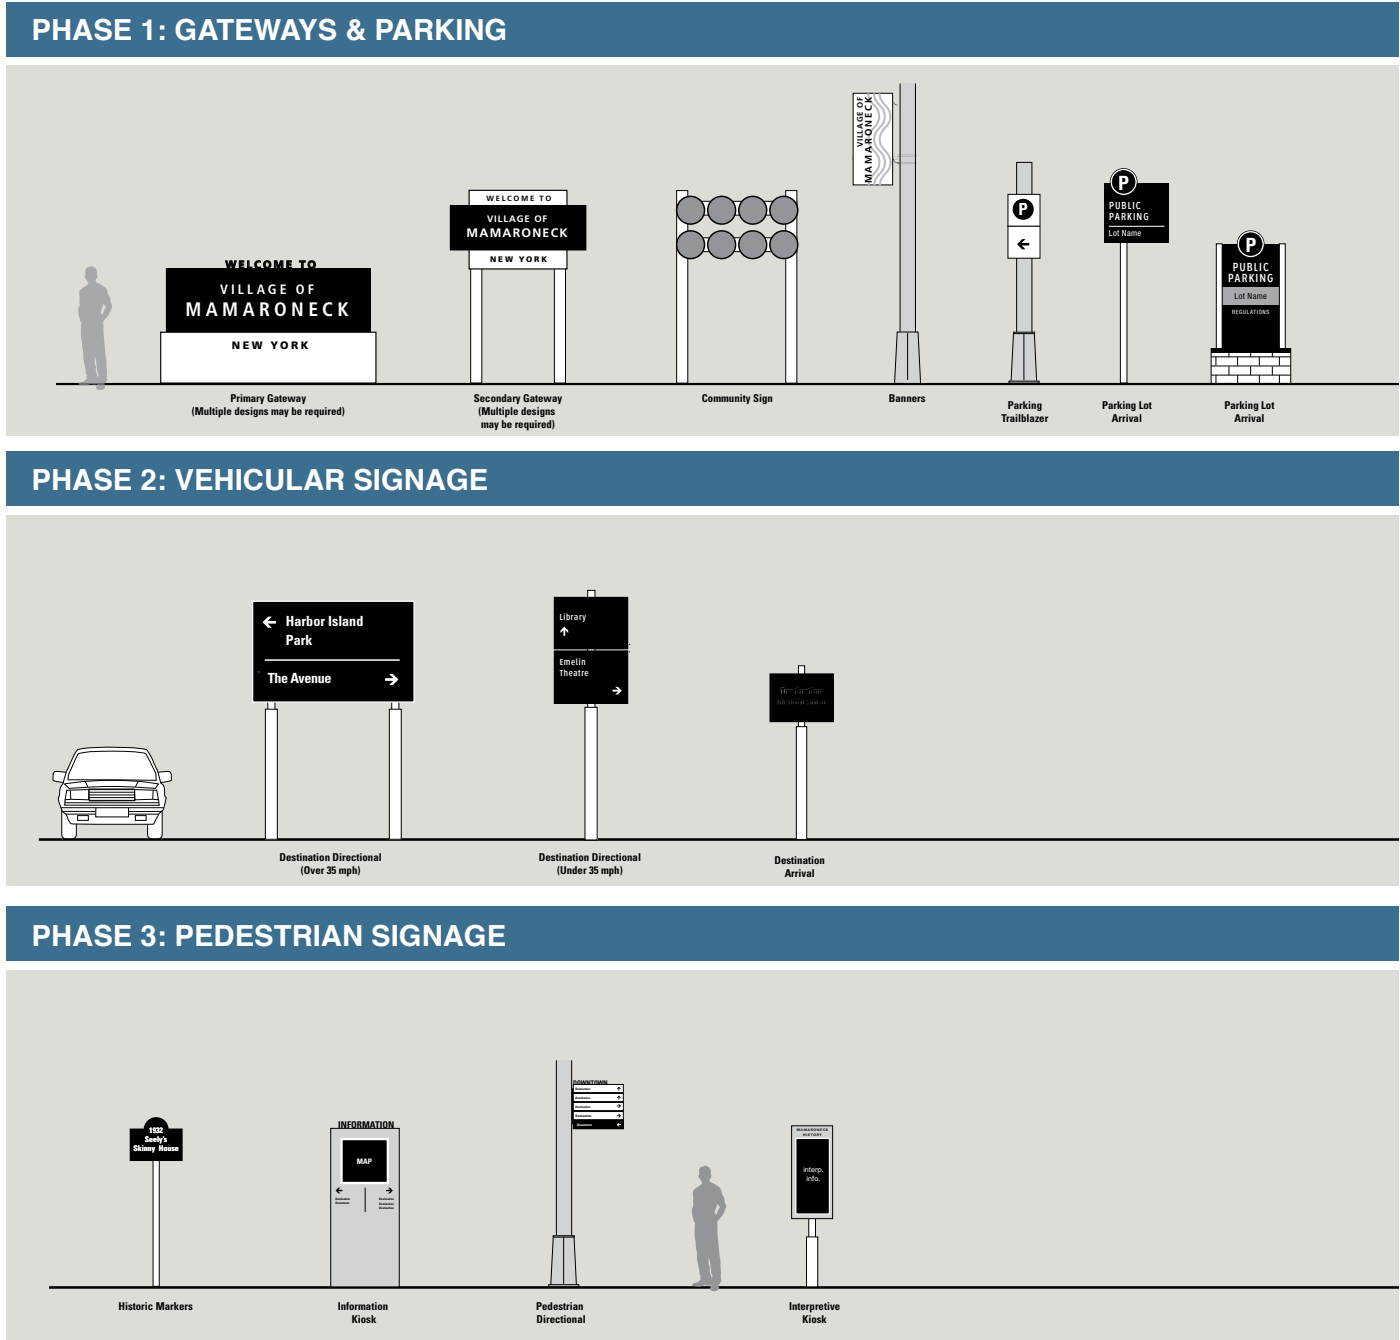 PHASE 1: GATEWAYS & PARKING
VILLAGE OF
MAMARONECK
WELCOME TO
VILLAGE OF
MAMARONECK
NEW YORK
WELCOME TO
VILLAGE OF
MAMARONECK
NEW YORK
P
P
PUBLIC
PARKING
Lot Name
P
PUBLIC
PARKING
Lot Name
REGULATIONS
Primary Gateway
(Multiple designs may be required)
Secondary Gateway
(Multiple designs
may be required)
Community Sign
Banners
Parking
Trailblazer
Parking Lot
Arrival
Parking Lot
Arrival
PHASE 2: VEHICULAR SIGNAGE
Harbor Island
Park
The Avenue
Library
Emelin
Theatre
Destination Directional
(Over 35 mph)
Destination Directional
(Under 35 mph)
Destination
Arrival
PHASE 3: PEDESTRIAN SIGNAGE
1932
Seely's
Skinny House
INFORMATION
MAP
DOWNTOWN
MAMARONECK
HISTORY
interp.
info.
Historic Markers
Information
Kiosk
Pedestrian
Directional
Interpretive
Kiosk